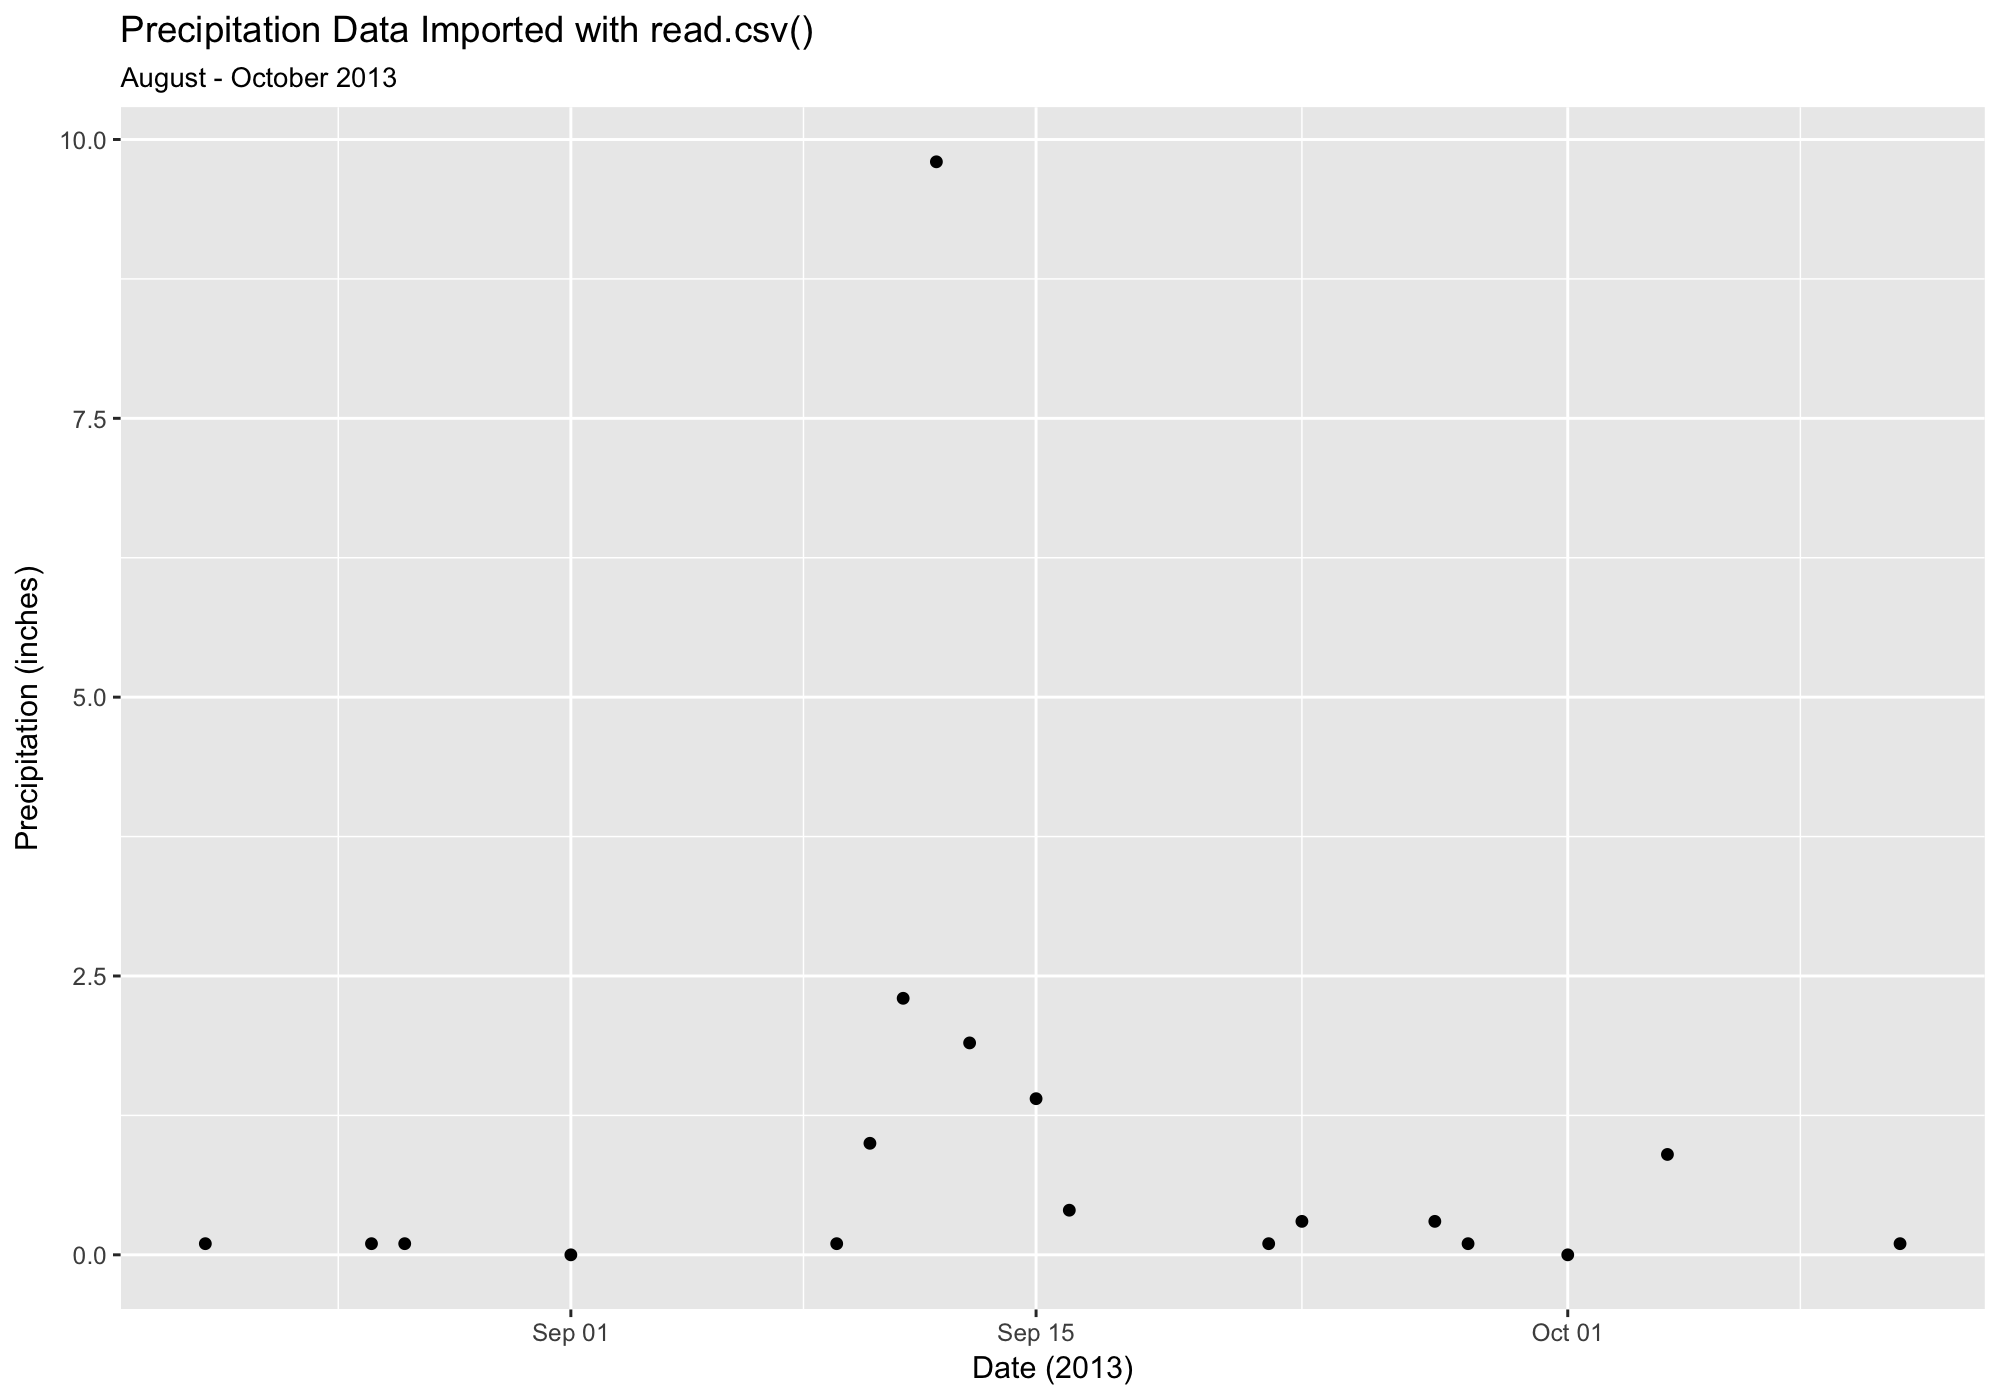 Precipitation Data Imported with read.csv()
August - October 2013
10.0
7.5
5.0
2.5
0.0
Precipitation (inches)
Sep 01
Sep 15
Oct 01
Date (2013)